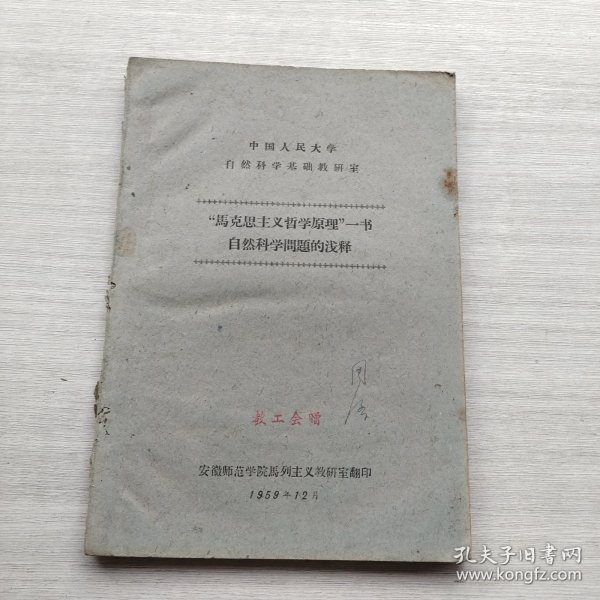 中国人民大学
自然科学基础教研室
“馬克思主义哲学原理”一书
自然科学問題的浅释
教工会赠
安徽师范学院馬列主义教研室翻印
1959年12月
孔夫子旧书网
www.kongfz.com